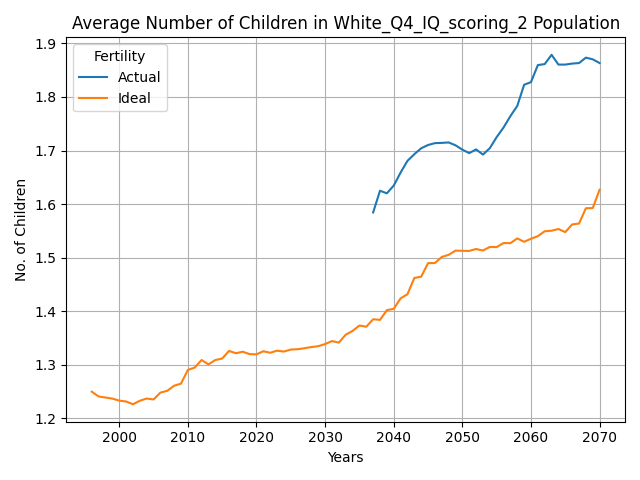 Average Number of Children in White_Q4_IQ_scoring_2 Population
Fertility
Actual
Ideal
No. of Children
1.9
1.8
1.7
1.6
1.5
1.4
1.3
1.2
2000 2010 2020 2030 2040 2050 2060 2070
Years